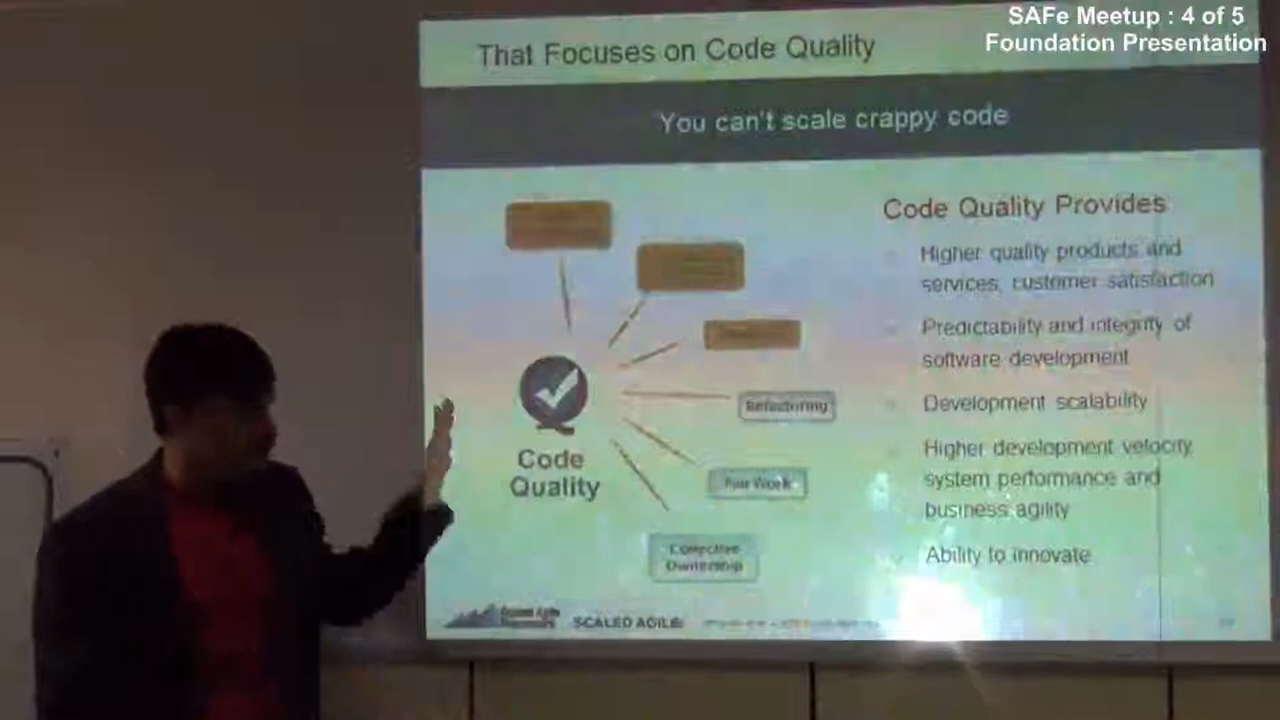 SAFe Meetup : 4 of 5
Foundation Presentation
That Focuses on Code Quality
You can't scale crappy code
Code Quality Provides
Higher quality products and
services, customer satisfaction
Predictability and integrity of
software development
Development scalability
Higher development velocity,
system performance and
business agility
Ability to innovate
Code
Quality
Refactoring
Pair Work
Collective
Ownership
SCALED AGILE